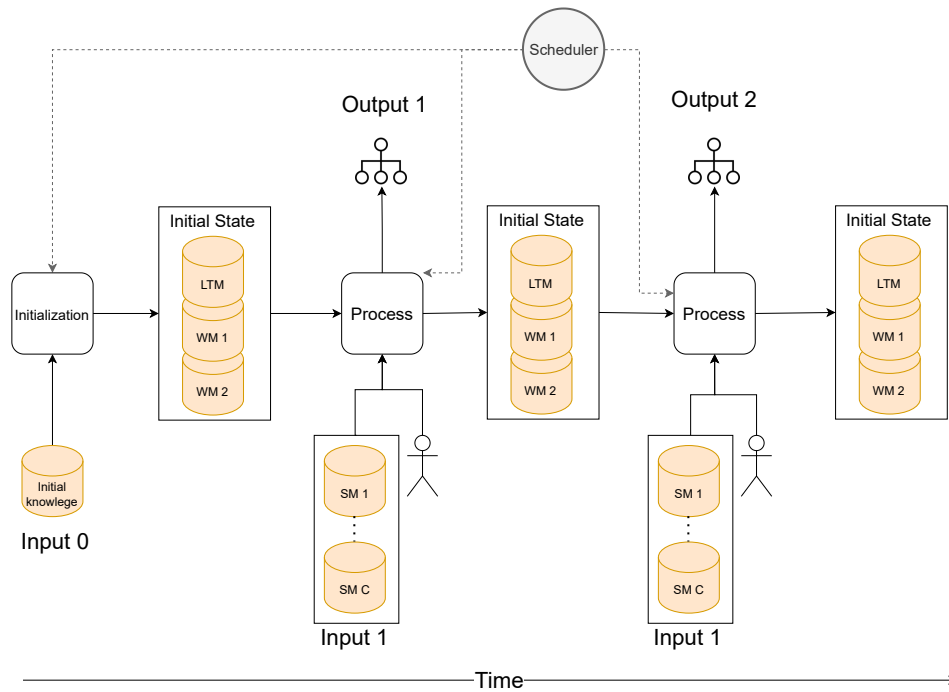 Scheduler
Output 1
Output 2
Initial State
LTM
WM 1
WM 2
Initial State
LTM
WM 1
WM 2
Initial State
LTM
WM 1
WM 2
Initialization
Process
Process
Initial
knowlege
Input 0
SM 1
SM C
Input 1
SM 1
SM C
Input 1
Time